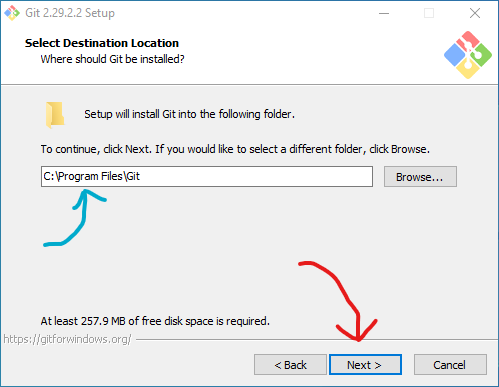 Git 2.29.2.2 Setup
Select Destination Location
Where should Git be installed?
Setup will install Git into the following folder.
To continue, click Next. If you would like to select a different folder, click Browse.
C:\Program Files\Git
Browse...
At least 257.9 MB of free disk space is required.
https://gitforwindows.org/
< Back
Next >
Cancel